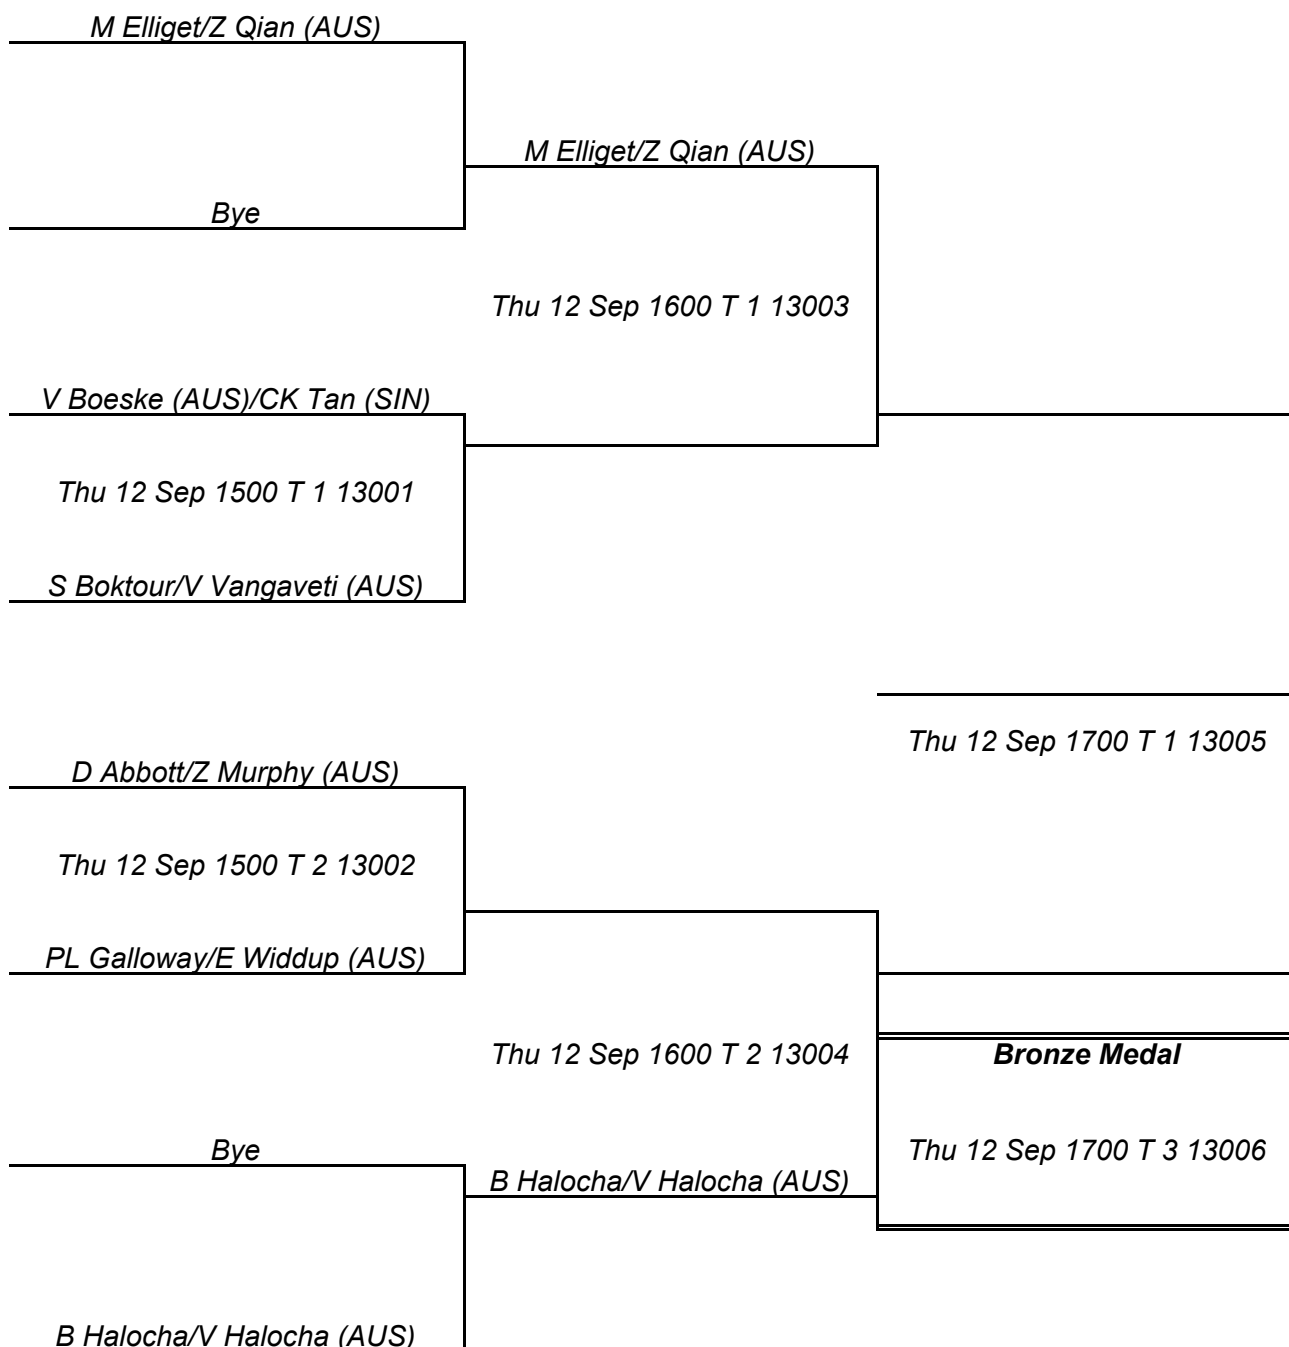 M Elliget/Z Qian (AUS)
M Elliget/Z Qian (AUS)
Bye
Thu 12 Sep 1600 T 1 13003
V Boeske (AUS)/CK Tan (SIN)
Thu 12 Sep 1500 T 1 13001
S Boktour/V Vangaveti (AUS)
Thu 12 Sep 1700 T 1 13005
D Abbott/Z Murphy (AUS)
Thu 12 Sep 1500 T 2 13002
PL Galloway/E Widdup (AUS)
Thu 12 Sep 1600 T 2 13004
Bronze Medal
Bye
Thu 12 Sep 1700 T 3 13006
B Halocha/V Halocha (AUS)
B Halocha/V Halocha (AUS)